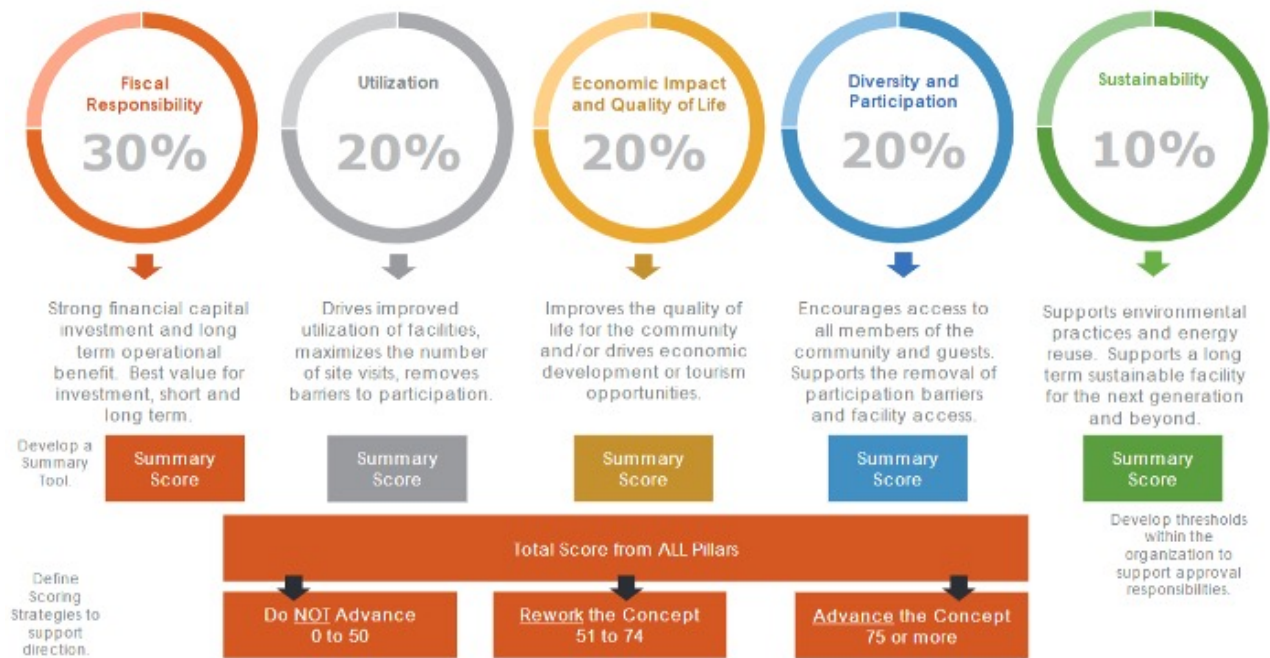 Fiscal
Responsibility
30%
Utilization
20%
Economic Impact
and Quality of Life
20%
Diversity and
Participation
20%
Sustainability
10%
Strong financial capital
investment and long
term operational
benefit. Best value for
investment, short and
long term.
Drives improved
utilization of facilities,
maximizes the number
of site visits, removes
barriers to participation.
Improves the quality of
life for the community
and/or drives economic
development or tourism
opportunities.
Encourages access to
all members of the
community and guests.
Supports the removal of
participation barriers
and facility access.
Supports environmental
practices and energy
reuse. Supports a long
term sustainable facility
for the next generation
and beyond.
Develop a
Summary
Tool.
Summary
Score
Summary
Score
Summary
Score
Summary
Score
Summary
Score
Total Score from ALL Pillars
Develop thresholds
within the
organization to
support approval
responsibilities.
Define
Scoring
Strategies to
support
direction.
Do NOT Advance
0 to 50
Rework the Concept
51 to 74
Advance the Concept
75 or more